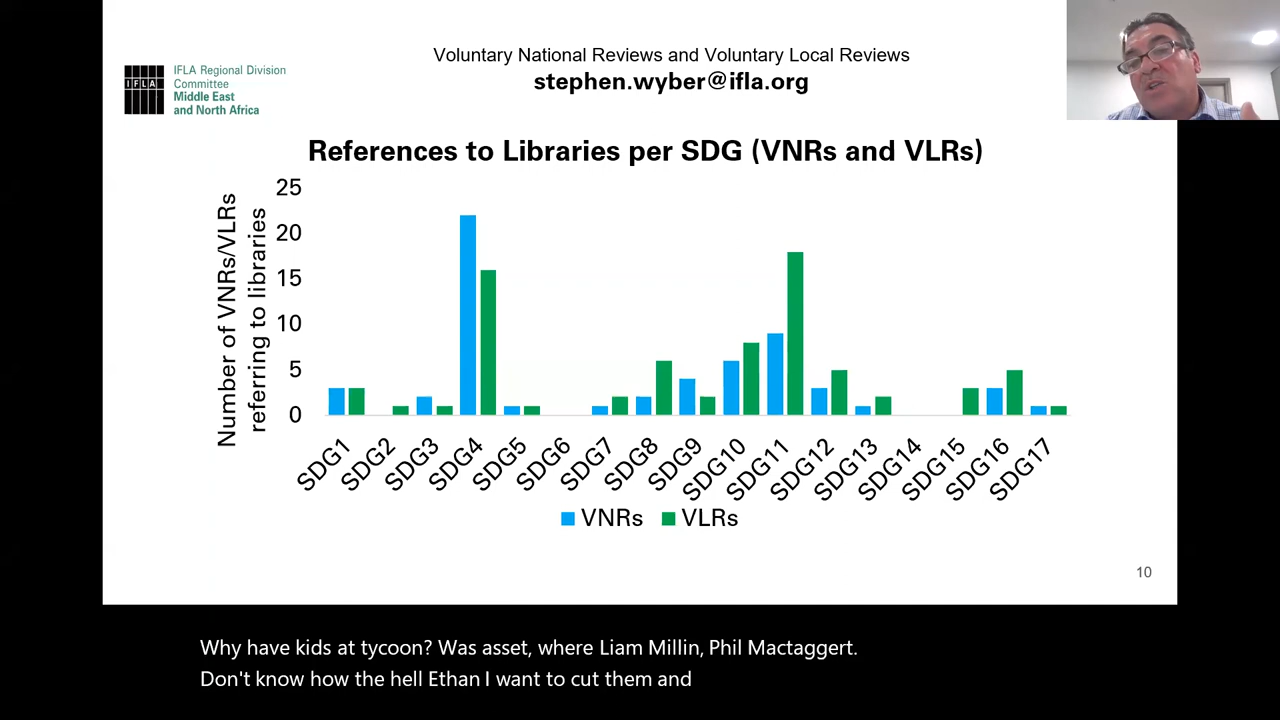 Voluntary National Reviews and Voluntary Local Reviews
stephen.wyber@ifla.org
IFLA
IFLA Regional Division
Committee
Middle East
and North Africa
References to Libraries per SDG (VNRs and VLRs)
Number of VNRs/VLRs
referring to libraries
25
20
15
10
5
0
SDG1
SDG2
SDG3
SDG4
SDG5
SDG6
SDG7
SDG8
SDG9
SDG10
SDG11
SDG12
SDG13
SDG14
SDG15
SDG16
SDG17
VNRs VLRs
10
Why have kids at tycoon? Was asset, where Liam Millin, Phil Mactaggert.
Don't know how the hell Ethan I want to cut them and